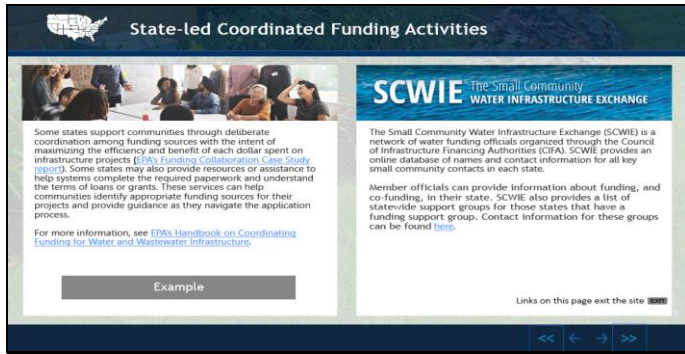 State-led Coordinated Funding Activities
Some states support communities through deliberate
coordination among funding sources with the intent of
maximizing the efficiency and benefit of each dollar spent on
infrastructure projects (EPA's Funding Collaboration Case Study
report). Some states may also provide resources or assistance to
help systems complete the required paperwork and understand
the terms of loans or grants. These services can help
communities identify appropriate funding sources for their
projects and provide guidance as they navigate the application
process.
For more information, see EPA's Handbook on Coordinating
Funding for Water and Wastewater Infrastructure.
Example
SCWIE The Small Community
WATER INFRASTRUCTURE EXCHANGE
The Small Community Water Infrastructure Exchange (SCWIE) is a
network of water funding officials organized through the Council
of Infrastructure Financing Authorities (CIFA). SCWIE provides an
online database of names and contact information for all key
small community contacts in each state.
Member officials can provide information about funding, and
co-funding, in their state. SCWIE also provides a list of
statewide support groups for those states that have a
funding support group. Contact information for these groups
can be found here.
Links on this page exit the site EXIT
<< ← → >>